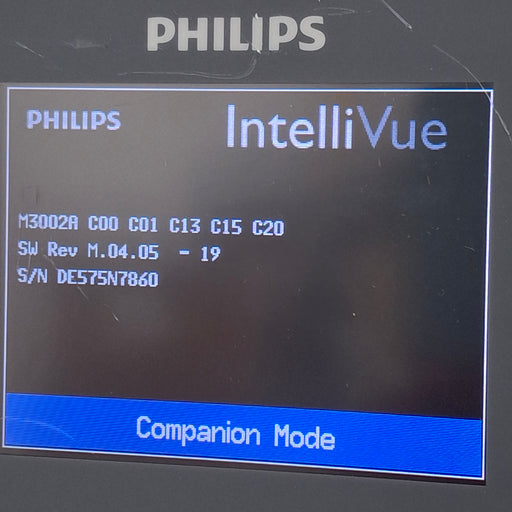 PHILIPS
PHILIPS IntelliVue
M3002A C00 C01 C13 C15 C20
SW Rev M.04.05 - 19
S/N DE575N7860
Companion Mode